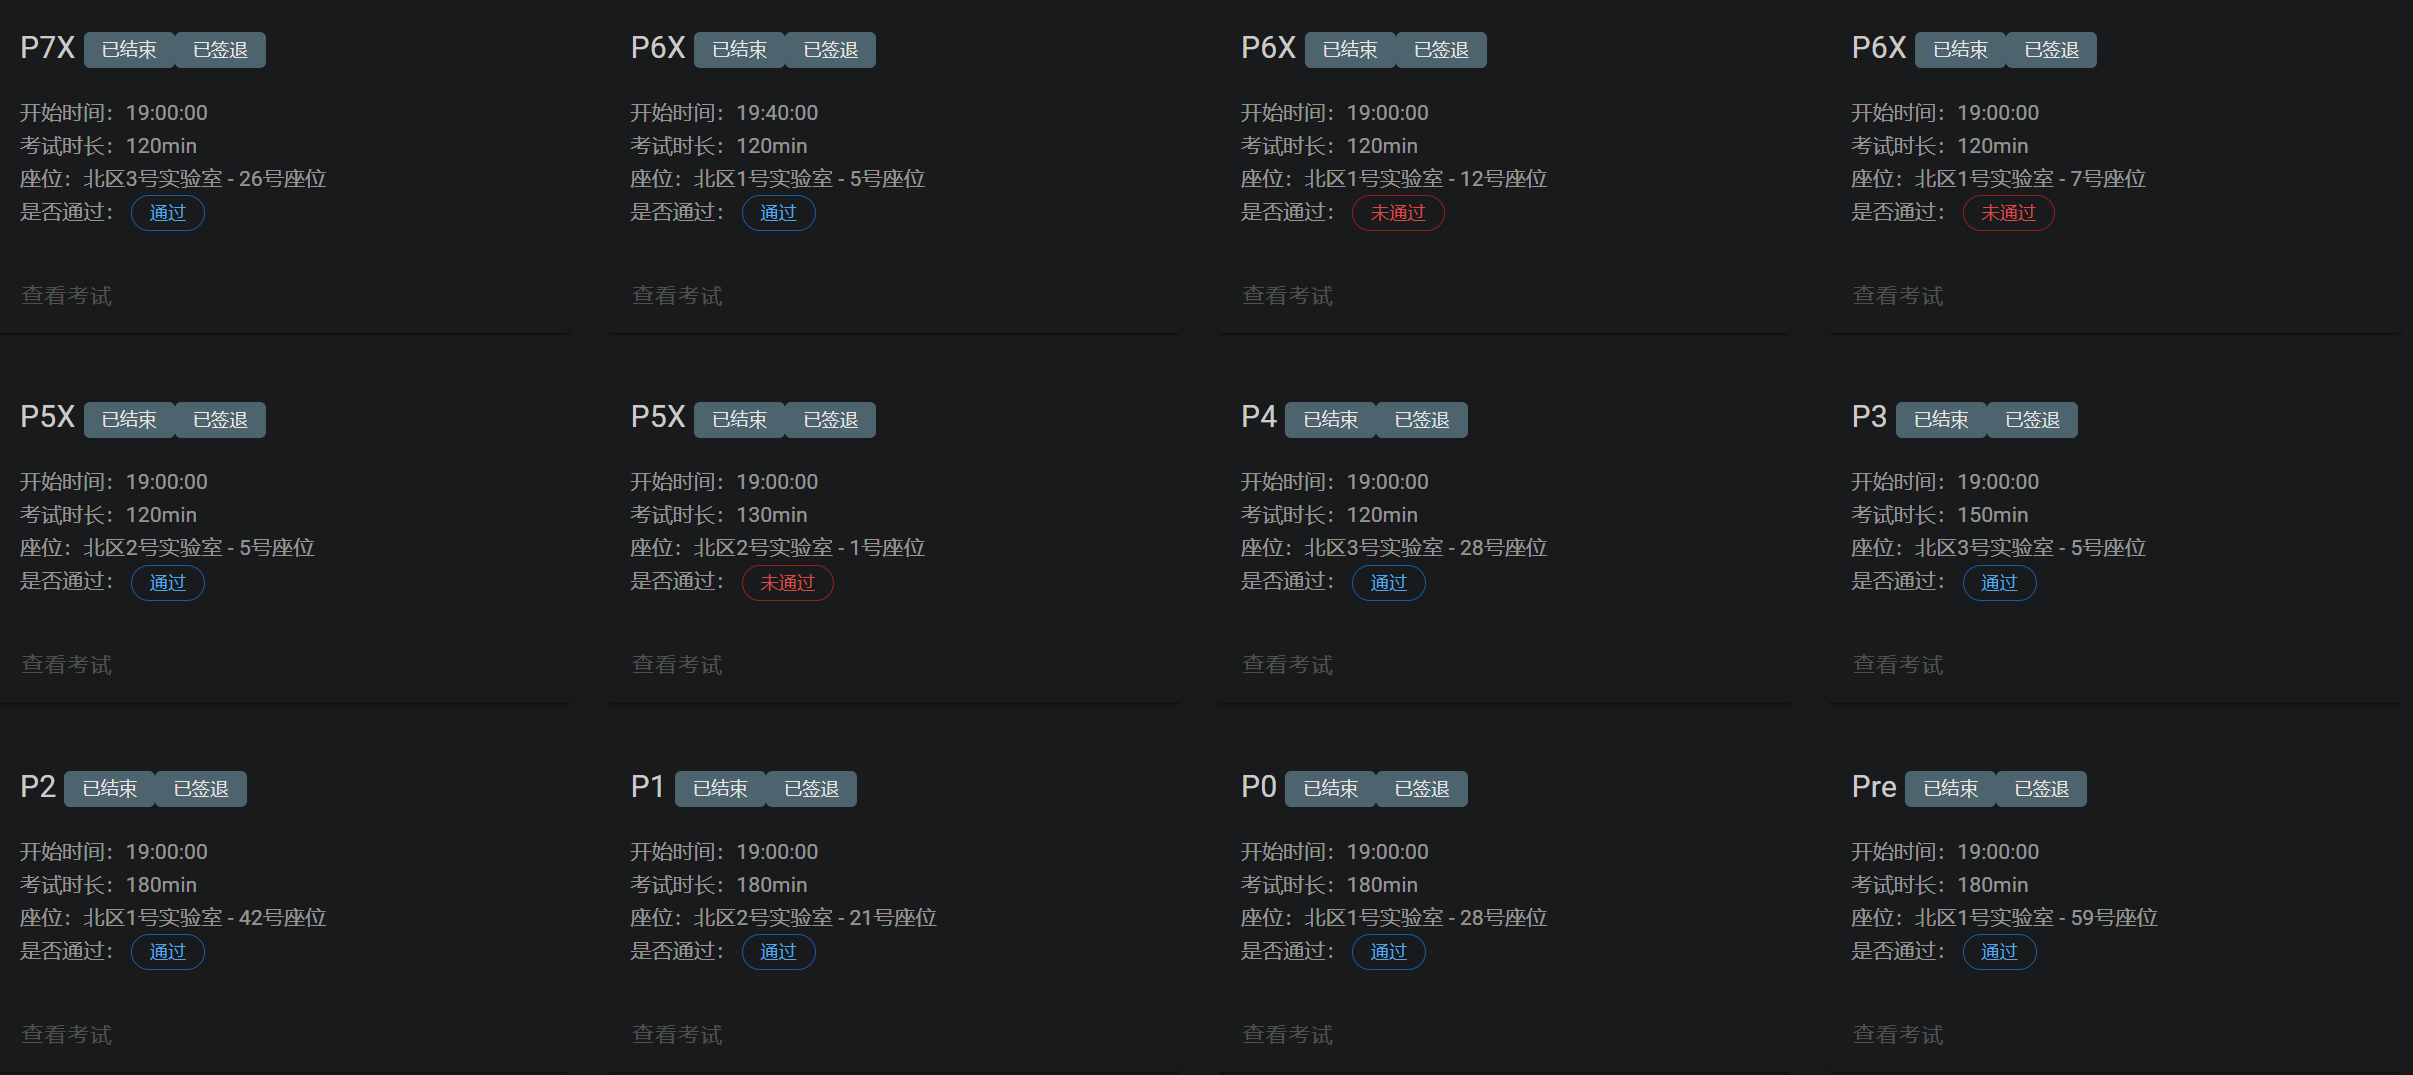 P7X 已结束 已签退
开始时间：19:00:00
考试时长：120min
座位：北区3号实验室 - 26号座位
是否通过： 通过
查看考试
P6X 已结束 已签退
开始时间：19:40:00
考试时长：120min
座位：北区1号实验室 - 5号座位
是否通过： 通过
查看考试
P6X 已结束 已签退
开始时间：19:00:00
考试时长：120min
座位：北区1号实验室 - 12号座位
是否通过： 未通过
查看考试
P6X 已结束 已签退
开始时间：19:00:00
考试时长：120min
座位：北区1号实验室 - 7号座位
是否通过： 未通过
查看考试
P5X 已结束 已签退
开始时间：19:00:00
考试时长：120min
座位：北区2号实验室 - 5号座位
是否通过： 通过
查看考试
P5X 已结束 已签退
开始时间：19:00:00
考试时长：130min
座位：北区2号实验室 - 1号座位
是否通过： 未通过
查看考试
P4 已结束 已签退
开始时间：19:00:00
考试时长：120min
座位：北区3号实验室 - 28号座位
是否通过： 通过
查看考试
P3 已结束 已签退
开始时间：19:00:00
考试时长：150min
座位：北区3号实验室 - 5号座位
是否通过： 通过
查看考试
P2 已结束 已签退
开始时间：19:00:00
考试时长：180min
座位：北区1号实验室 - 42号座位
是否通过： 通过
查看考试
P1 已结束 已签退
开始时间：19:00:00
考试时长：180min
座位：北区2号实验室 - 21号座位
是否通过： 通过
查看考试
P0 已结束 已签退
开始时间：19:00:00
考试时长：180min
座位：北区1号实验室 - 28号座位
是否通过： 通过
查看考试
Pre 已结束 已签退
开始时间：19:00:00
考试时长：180min
座位：北区1号实验室 - 59号座位
是否通过： 通过
查看考试